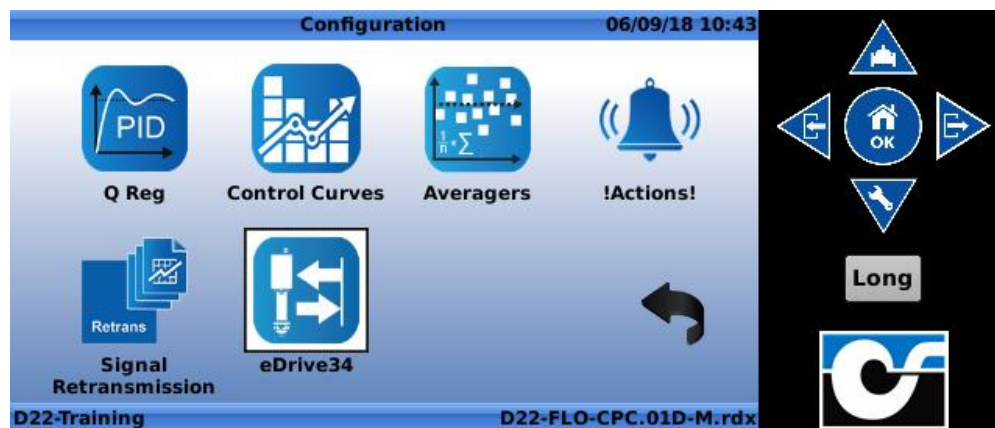 Configuration 06/09/18 10:43
PID
1/n * Σ
Q Reg Control Curves Averagers !Actions!
OK
Retrans
Long
Signal
Retransmission
eDrive34
D22-Training D22-FLO-CPC.01D-M.rdx